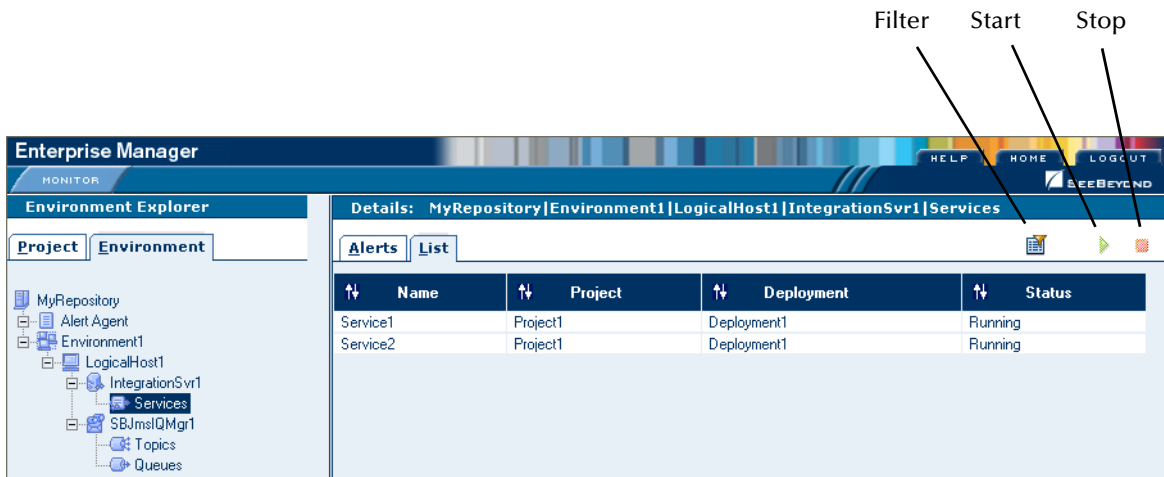 Filter Start Stop
Enterprise Manager
HELP HOME LOGOUT
MONITOR
SEEBEYOND
Environment Explorer
Details: MyRepository|Environment1|LogicalHost1|IntegrationSvr1|Services
Project Environment
Alerts List
Name Project Deployment Status
Service1 Project1 Deployment1 Running
Service2 Project1 Deployment1 Running
MyRepository
Alert Agent
Environment1
LogicalHost1
IntegrationSvr1
Services
SBJmsIQMgr1
Topics
Queues